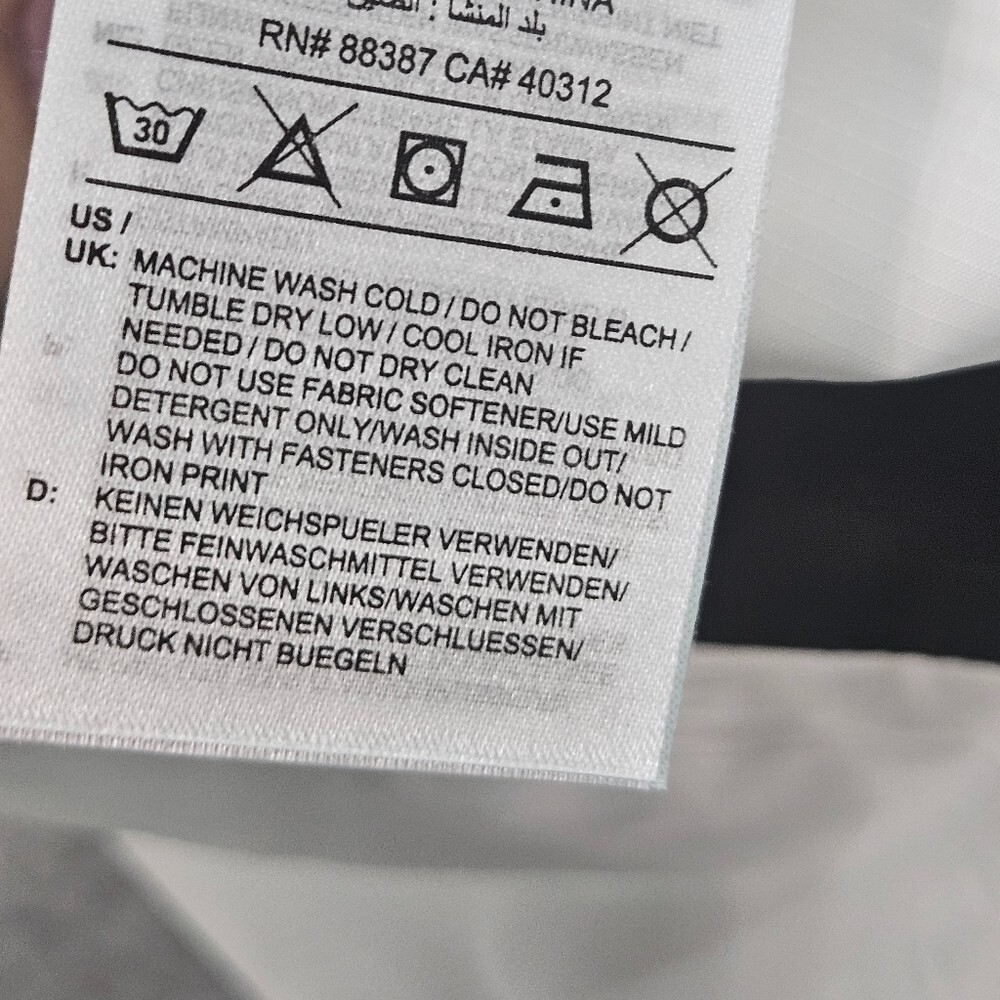 بلد المنشأ : الصين
RN# 88387 CA# 40312
30
US /
UK: MACHINE WASH COLD / DO NOT BLEACH /
TUMBLE DRY LOW / COOL IRON IF
NEEDED / DO NOT DRY CLEAN
DO NOT USE FABRIC SOFTENER/USE MILD
DETERGENT ONLY/WASH INSIDE OUT/
WASH WITH FASTENERS CLOSED/DO NOT
IRON PRINT
D: KEINEN WEICHSPUELER VERWENDEN/
BITTE FEINWASCHMITTEL VERWENDEN/
WASCHEN VON LINKS/WASCHEN MIT
GESCHLOSSENEN VERSCHLUESSEN/
DRUCK NICHT BUEGELN